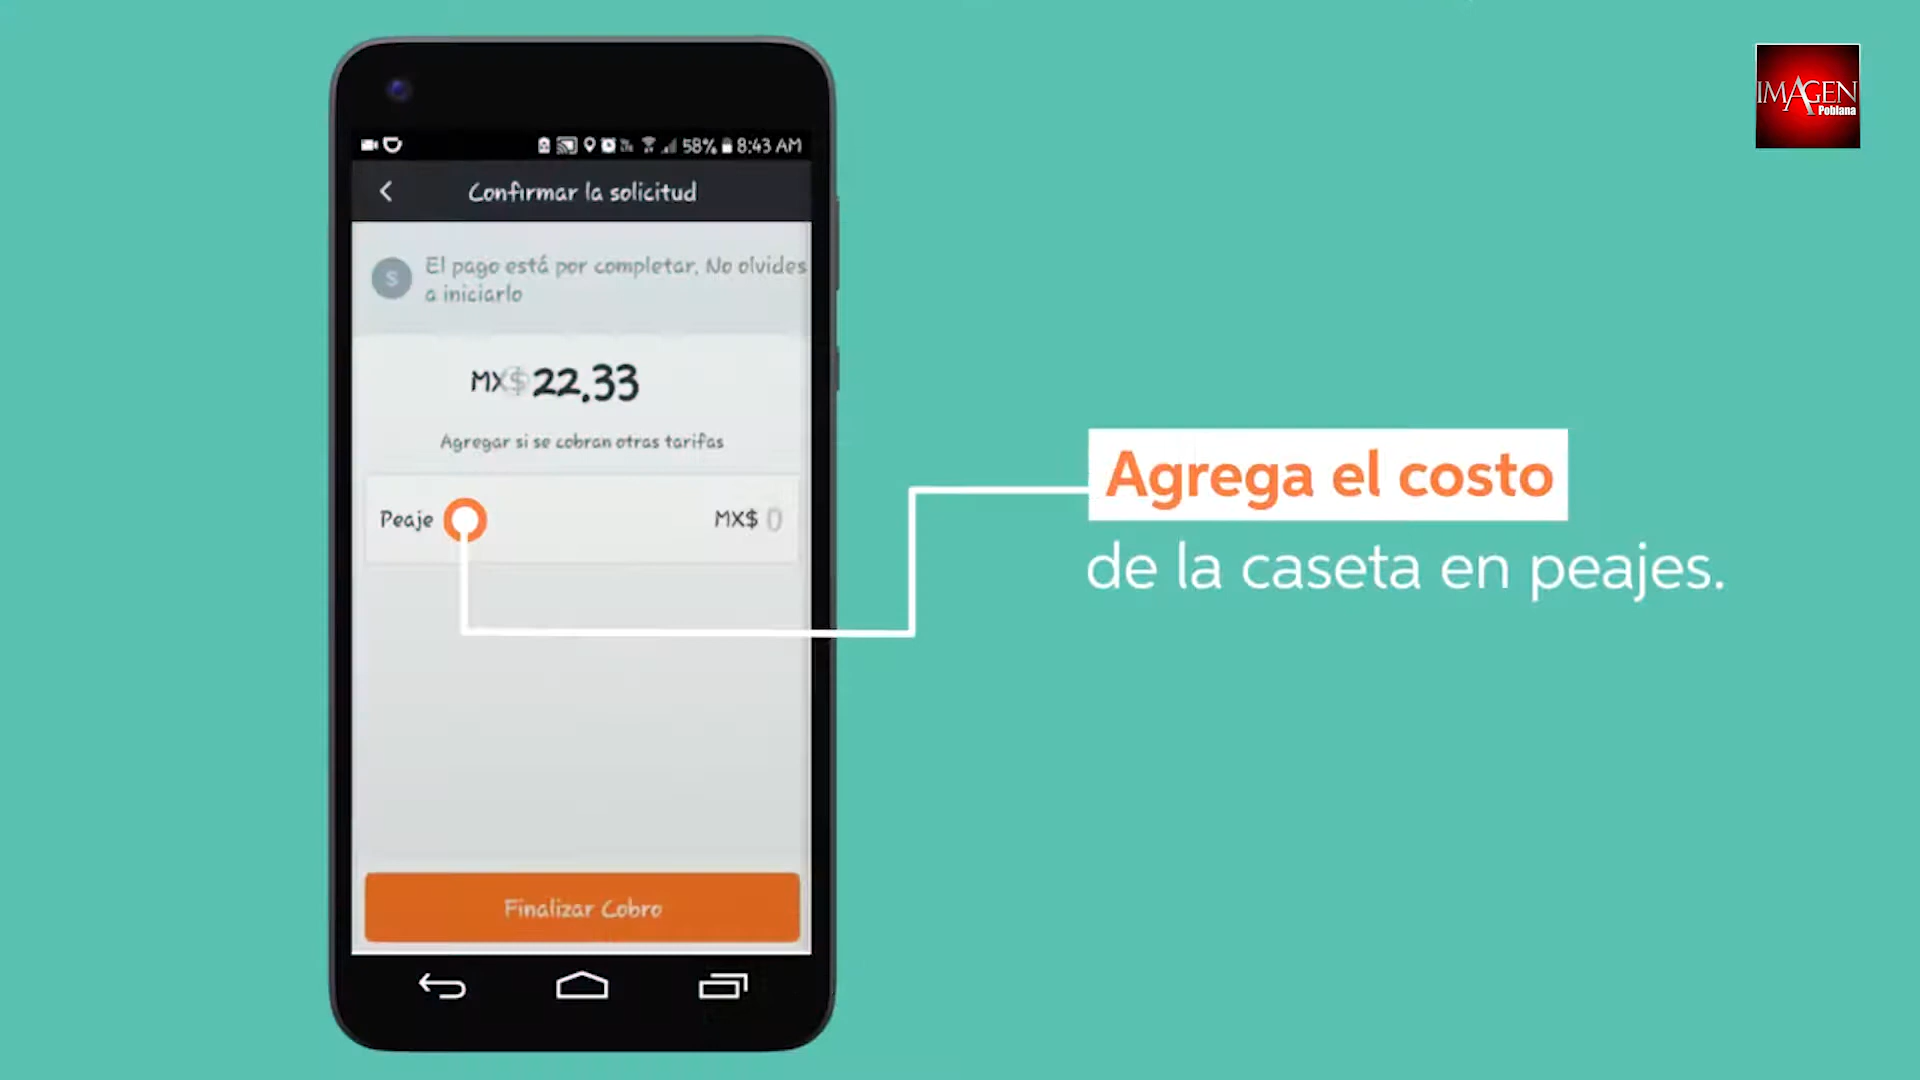 IMAGEN
Poblana
58% 8:43 AM
Confirmar la solicitud
$
El pago está por completar. No olvides
a iniciarlo
MX$ 22.33
Agregar si se cobran otras tarifas
Peaje MX$ 0
Finalizar Cobro
Agrega el costo
de la caseta en peajes.